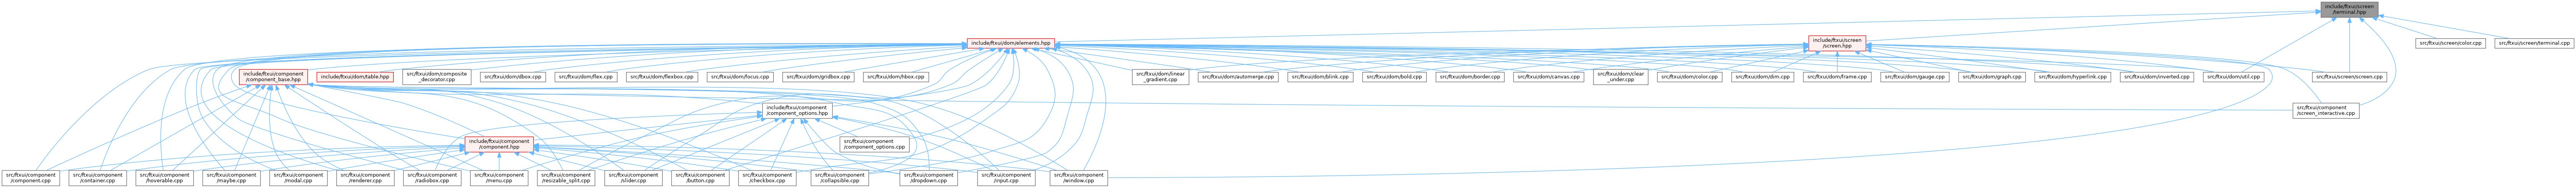 include/ftxui/screen
/terminal.hpp
include/ftxui/dom/elements.hpp
include/ftxui/screen
/screen.hpp
src/ftxui/screen/color.cpp
src/ftxui/screen/terminal.cpp
include/ftxui/component
/component_base.hpp
include/ftxui/dom/table.hpp
src/ftxui/dom/composite
_decorator.cpp
src/ftxui/dom/dbox.cpp
src/ftxui/dom/flex.cpp
src/ftxui/dom/flexbox.cpp
src/ftxui/dom/focus.cpp
src/ftxui/dom/gridbox.cpp
src/ftxui/dom/hbox.cpp
src/ftxui/dom/linear
_gradient.cpp
src/ftxui/dom/automerge.cpp
src/ftxui/dom/blink.cpp
src/ftxui/dom/bold.cpp
src/ftxui/dom/border.cpp
src/ftxui/dom/canvas.cpp
src/ftxui/dom/clear
_under.cpp
src/ftxui/dom/color.cpp
src/ftxui/dom/dim.cpp
src/ftxui/dom/frame.cpp
src/ftxui/dom/gauge.cpp
src/ftxui/dom/graph.cpp
src/ftxui/dom/hyperlink.cpp
src/ftxui/dom/inverted.cpp
src/ftxui/dom/util.cpp
src/ftxui/screen/screen.cpp
include/ftxui/component
/component_options.hpp
src/ftxui/component
/screen_interactive.cpp
include/ftxui/component
/component.hpp
src/ftxui/component
/component_options.cpp
src/ftxui/component
/component.cpp
src/ftxui/component
/container.cpp
src/ftxui/component
/hoverable.cpp
src/ftxui/component
/maybe.cpp
src/ftxui/component
/modal.cpp
src/ftxui/component
/renderer.cpp
src/ftxui/component
/radiobox.cpp
src/ftxui/component
/menu.cpp
src/ftxui/component
/resizable_split.cpp
src/ftxui/component
/slider.cpp
src/ftxui/component
/button.cpp
src/ftxui/component
/checkbox.cpp
src/ftxui/component
/collapsible.cpp
src/ftxui/component
/dropdown.cpp
src/ftxui/component
/input.cpp
src/ftxui/component
/window.cpp